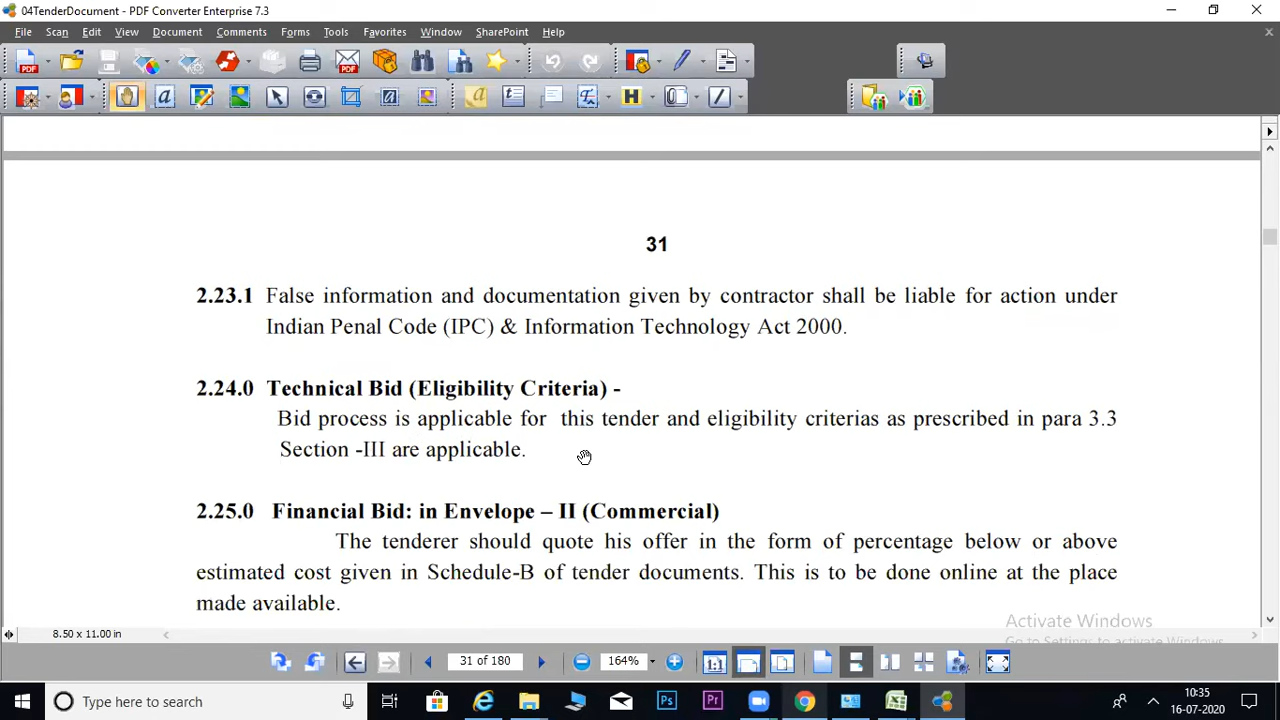 04TenderDocument - PDF Converter Enterprise 7.3
File Scan Edit View Document Comments Forms Tools Favorites Window SharePoint Help
31
2.23.1 False information and documentation given by contractor shall be liable for action under
Indian Penal Code (IPC) & Information Technology Act 2000.
2.24.0 Technical Bid (Eligibility Criteria) -
Bid process is applicable for this tender and eligibility criterias as prescribed in para 3.3
Section -III are applicable.
2.25.0 Financial Bid: in Envelope – II (Commercial)
The tenderer should quote his offer in the form of percentage below or above
estimated cost given in Schedule-B of tender documents. This is to be done online at the place
made available.
Activate Windows
Go to Settings to activate Windows.
8.50 x 11.00 in
31 of 180
164%
Type here to search
10:35
16-07-2020